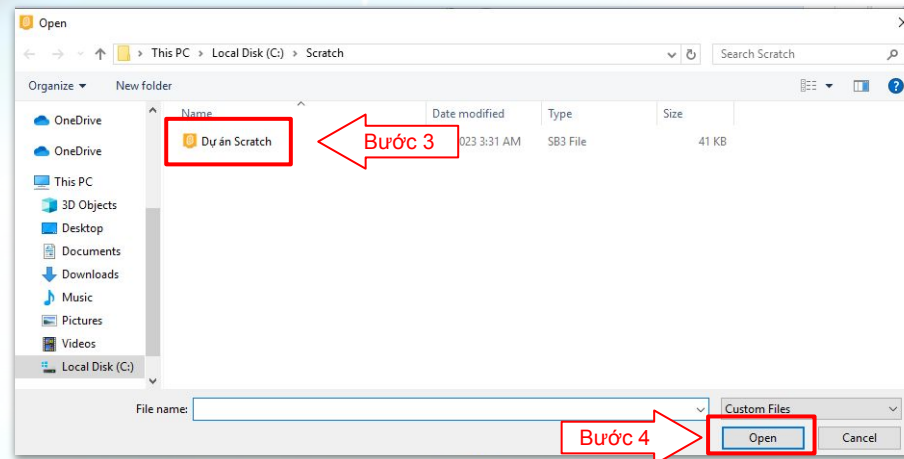 Open
This PC > Local Disk (C:) > Scratch
Search Scratch
Organize
New folder
Name
Date modified
Type
Size
Dự án Scratch
Bước 3
023 3:31 AM
SB3 File
41 KB
OneDrive
OneDrive
This PC
3D Objects
Desktop
Documents
Downloads
Music
Pictures
Videos
Local Disk (C:)
File name:
Custom Files
Bước 4
Open
Cancel